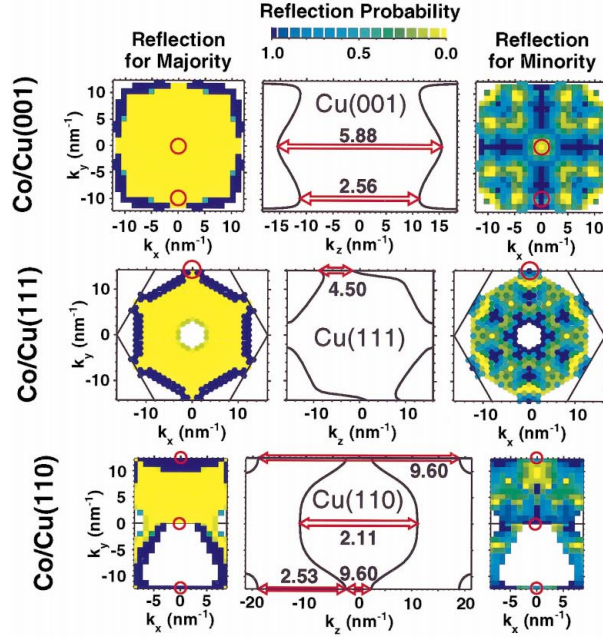 Reflection Probability
Reflection for Majority
1.0 0.0
Reflection for Minority
Co/Cu(001)
k_y (nm⁻¹)
10
5
0
-5
-10
-10 -5 0 5 10
k_x (nm⁻¹)
Cu(001)
5.88
2.56
-15 -10 -5 0 5 10 15
k_z (nm⁻¹)
-10 -5 0 5 10
k_x (nm⁻¹)
Co/Cu(111)
k_y (nm⁻¹)
10
0
-10
-10 0 10
k_x (nm⁻¹)
4.50
Cu(111)
-10 0 10
k_z (nm⁻¹)
-10 0 10
k_x (nm⁻¹)
Co/Cu(110)
k_y (nm⁻¹)
10
5
0
-5
-10
-5 0 5
k_x (nm⁻¹)
9.60
Cu(110)
2.11
2.53 9.60
-20 -10 0 10 20
k_z (nm⁻¹)
-5 0 5
k_x (nm⁻¹)